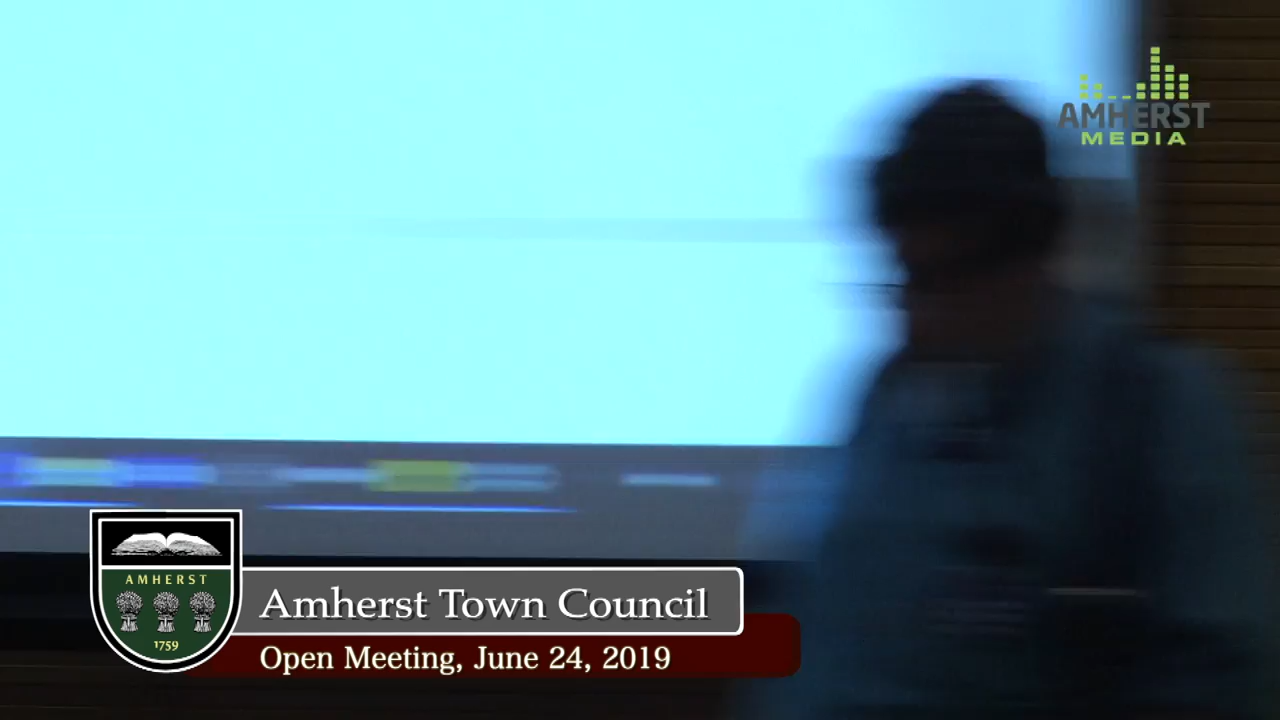 AMHERST
MEDIA
AMHERST
1759
Amherst Town Council
Open Meeting, June 24, 2019